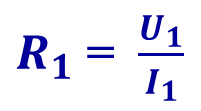 R₁ = U₁/I₁